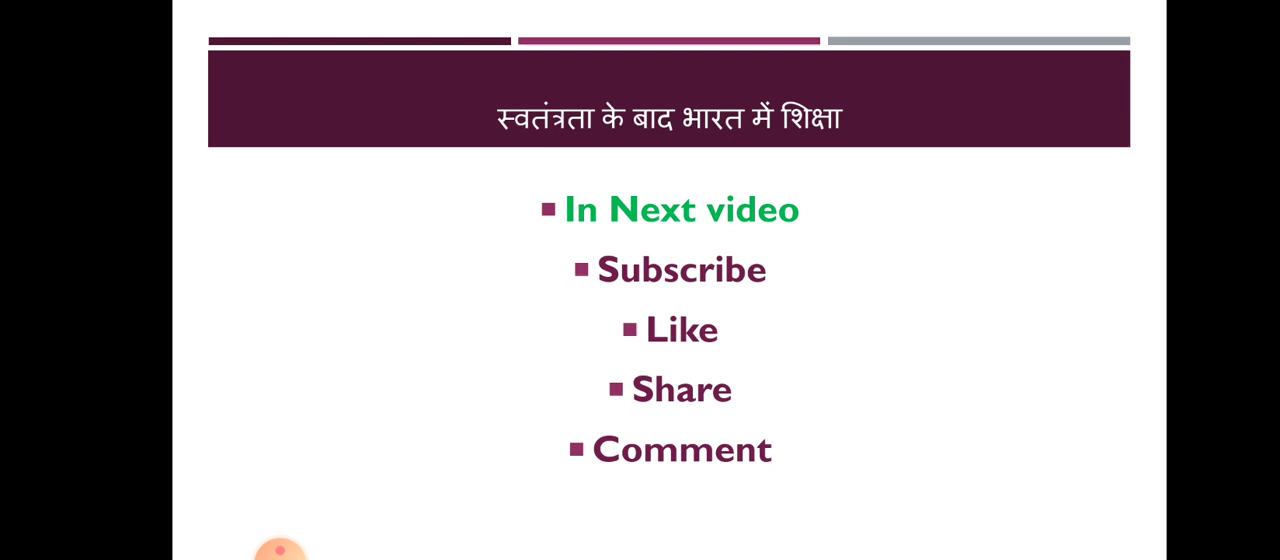 स्वतंत्रता के बाद भारत में शिक्षा
In Next video
Subscribe
Like
Share
Comment